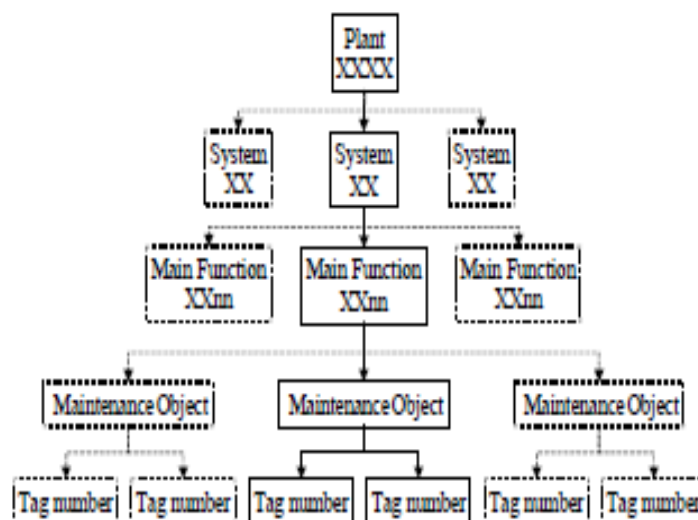 Plant
XXXX
System
XX
System
XX
System
XX
Main Function
XXnn
Main Function
XXnn
Main Function
XXnn
Maintenance Object
Maintenance Object
Maintenance Object
Tag number
Tag number
Tag number
Tag number
Tag number
Tag number